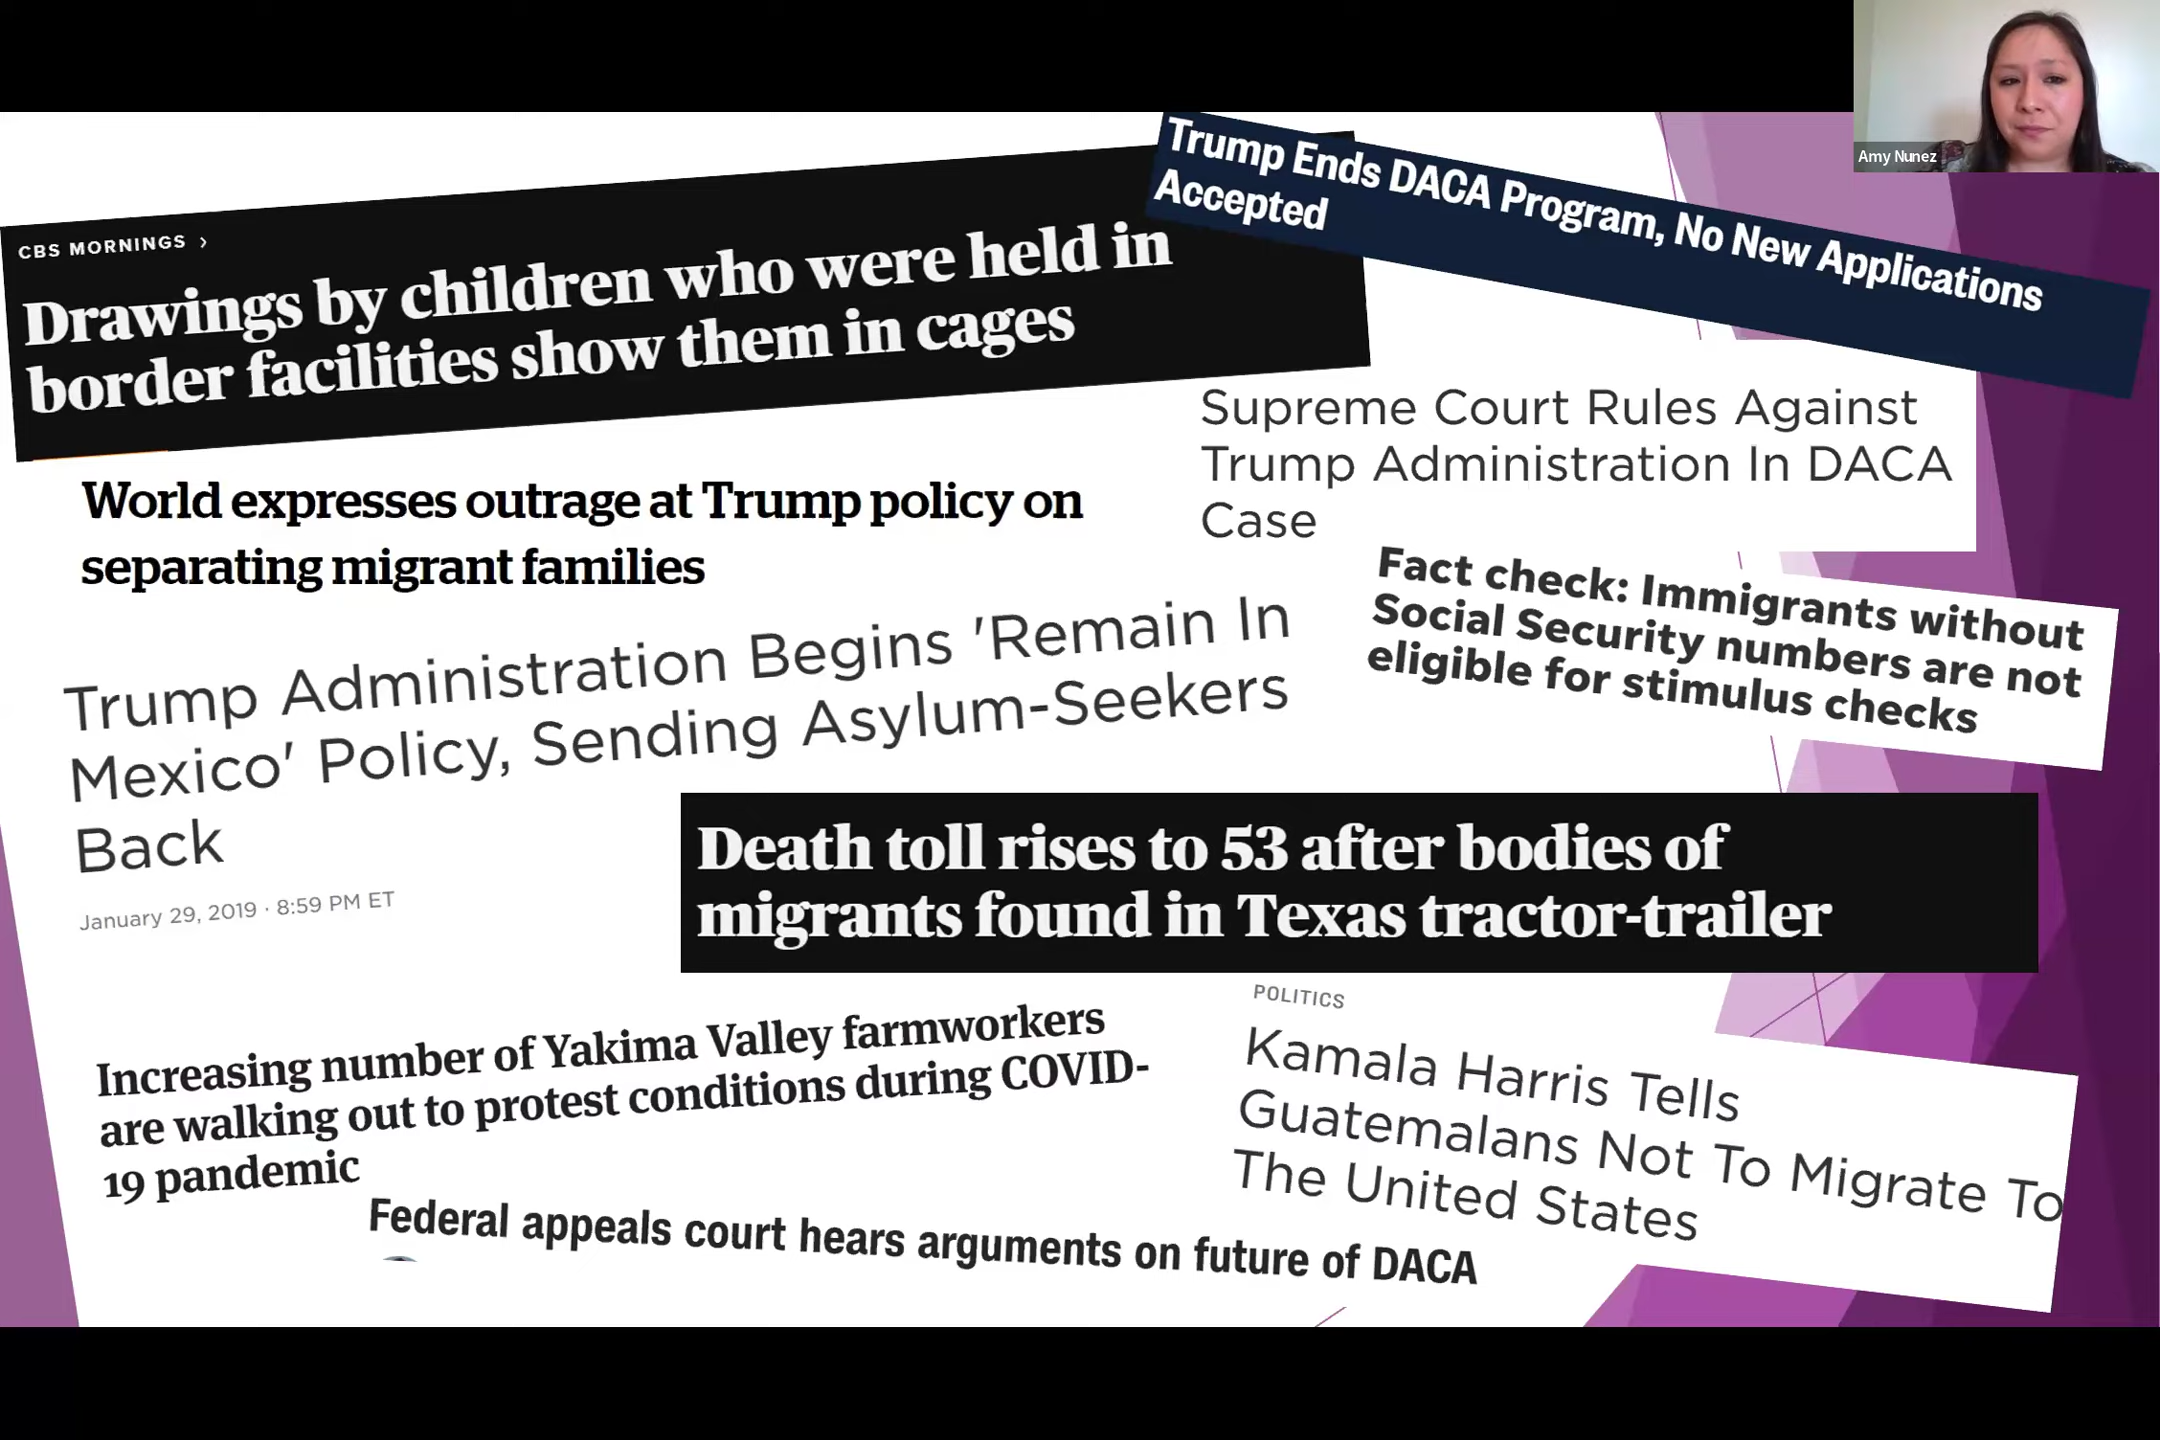 Amy Nunez
CBS MORNINGS >
Drawings by children who were held in
border facilities show them in cages
Trump Ends DACA Program, No New Applications
Accepted
World expresses outrage at Trump policy on
separating migrant families
Supreme Court Rules Against
Trump Administration In DACA
Case
Fact check: Immigrants without
Social Security numbers are not
eligible for stimulus checks
Trump Administration Begins 'Remain In
Mexico' Policy, Sending Asylum-Seekers
Back
January 29, 2019 · 8:59 PM ET
Death toll rises to 53 after bodies of
migrants found in Texas tractor-trailer
Increasing number of Yakima Valley farmworkers
are walking out to protest conditions during COVID-
19 pandemic
POLITICS
Kamala Harris Tells
Guatemalans Not To Migrate To
The United States
Federal appeals court hears arguments on future of DACA